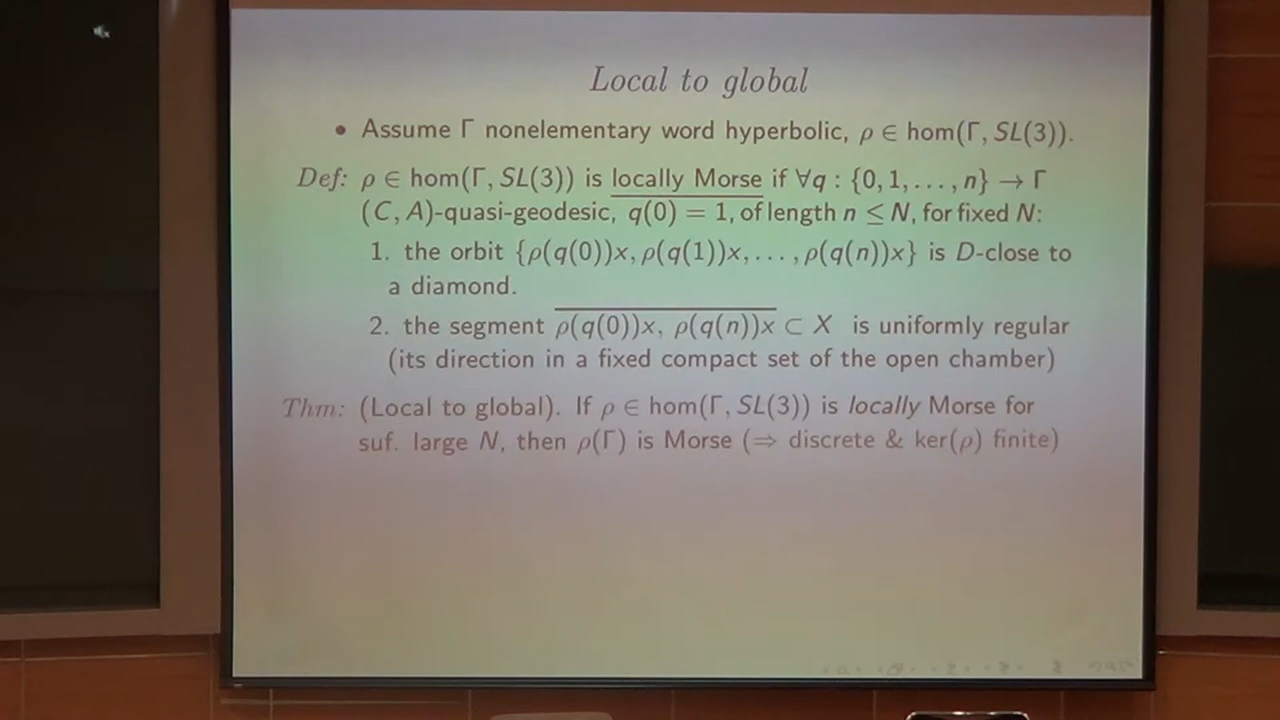 Local to global
• Assume Γ nonelementary word hyperbolic, ρ ∈ hom(Γ, SL(3)).
Def: ρ ∈ hom(Γ, SL(3)) is locally Morse if ∀q : {0, 1, . . . , n} → Γ
(C, A)-quasi-geodesic, q(0) = 1, of length n ≤ N, for fixed N:
1. the orbit {ρ(q(0))x, ρ(q(1))x, . . . , ρ(q(n))x} is D-close to
a diamond.
2. the segment ρ(q(0))x, ρ(q(n))x ⊂ X is uniformly regular
(its direction in a fixed compact set of the open chamber)
Thm: (Local to global). If ρ ∈ hom(Γ, SL(3)) is locally Morse for
suf. large N, then ρ(Γ) is Morse (⇒ discrete & ker(ρ) finite)